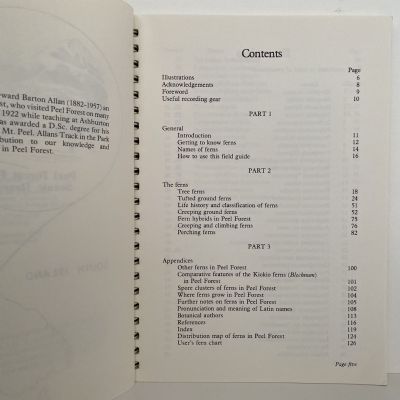 ward Barton Allan (1882-1957) an
st, who visited Peel Forest on many
1922 while teaching at Ashburton
as awarded a D.Sc. degree for his
Mt. Peel. Allans Track in the Park
bution to our knowledge and
in Peel Forest.
Contents
Page
Illustrations 6
Acknowledgements 8
Foreword 9
Useful recording gear 10
PART 1
General
Introduction 11
Getting to know ferns 12
Names of ferns 14
How to use this field guide 16
PART 2
The ferns
Tree ferns 18
Tufted ground ferns 24
Life history and classification of ferns 51
Creeping ground ferns 52
Fern hybrids in Peel Forest 75
Creeping and climbing ferns 76
Perching ferns 82
PART 3
Appendices
Other ferns in Peel Forest 100
Comparative features of the Kiokio ferns (Blechnum)
in Peel Forest 101
Spore clusters of ferns in Peel Forest 102
Where ferns grow in Peel Forest 104
Further notes on ferns in Peel Forest 105
Pronunciation and meaning of Latin names 108
Botanical authors 113
References 116
Index 119
Distribution map of ferns in Peel Forest 124
User's fern chart 126
Page five